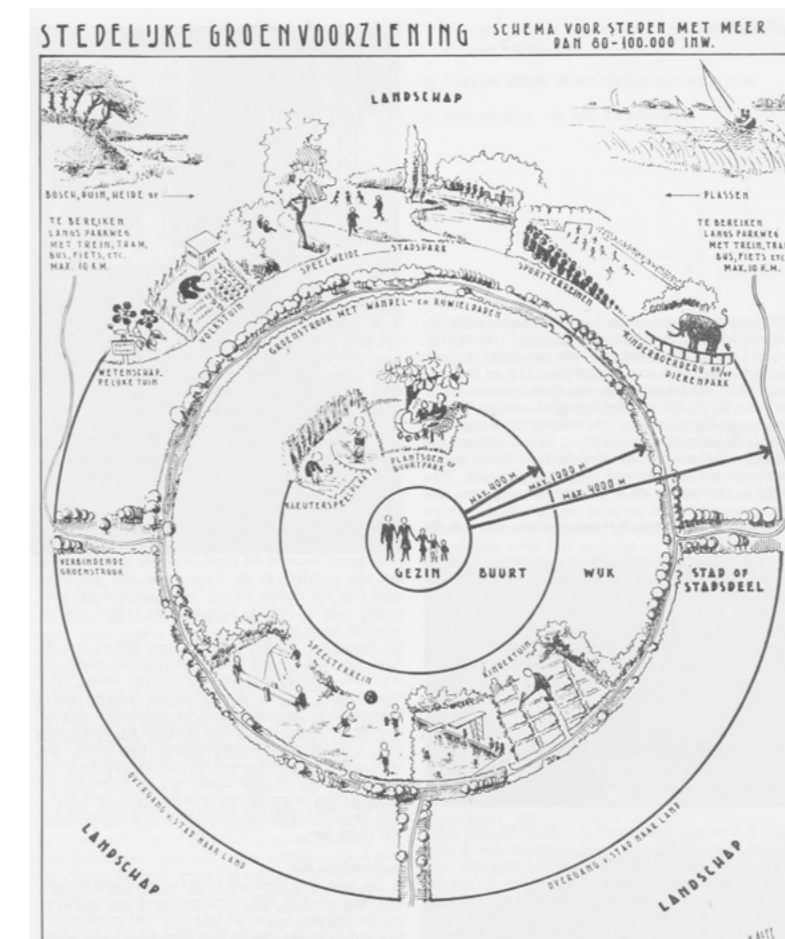 STEDELIJKE GROENVOORZIENING
SCHEMA VOOR STEDEN MET MEER
DAN 80-100.000 INW.
LANDSCHAP
BOSCH, DUIN, HEIDE OF
PLASSEN
TE BEREIKEN
LANGS PARKWEG
MET TREIN, TRAM,
BUS, FIETS, ETC.
MAX. 10 K.M.
TE BEREIKEN
LANGS PARKWEG
MET TREIN, TRAM
BUS, FIETS, ETC
MAX. 10 K.M.
SPEELWEIDE
STADSPARK
VOLKSTUIN
SPORTTERREINEN
WETENSCHAP-
PELIJKE TUIN
KINDERBOERDERIJ EN/OF
DIERENPARK
GROENSTROOK MET WANDEL- EN RIJWIELPADEN
PLANTSOEN OF
BUURTPARK
KLEUTERSPEELPLAATS
MAX. 400 M
MAX. 1000 M
MAX. 4000 M
VERBINDENDE
GROENSTROOK
GEZIN
BUURT
WIJK
STAD OF
STADSDEEL
SPEELTERREIN
KINDERTUIN
OVERGANG V. STAD NAAR LAND
OVERGANG V. STAD NAAR LAND
LANDSCHAP
LANDSCHAP